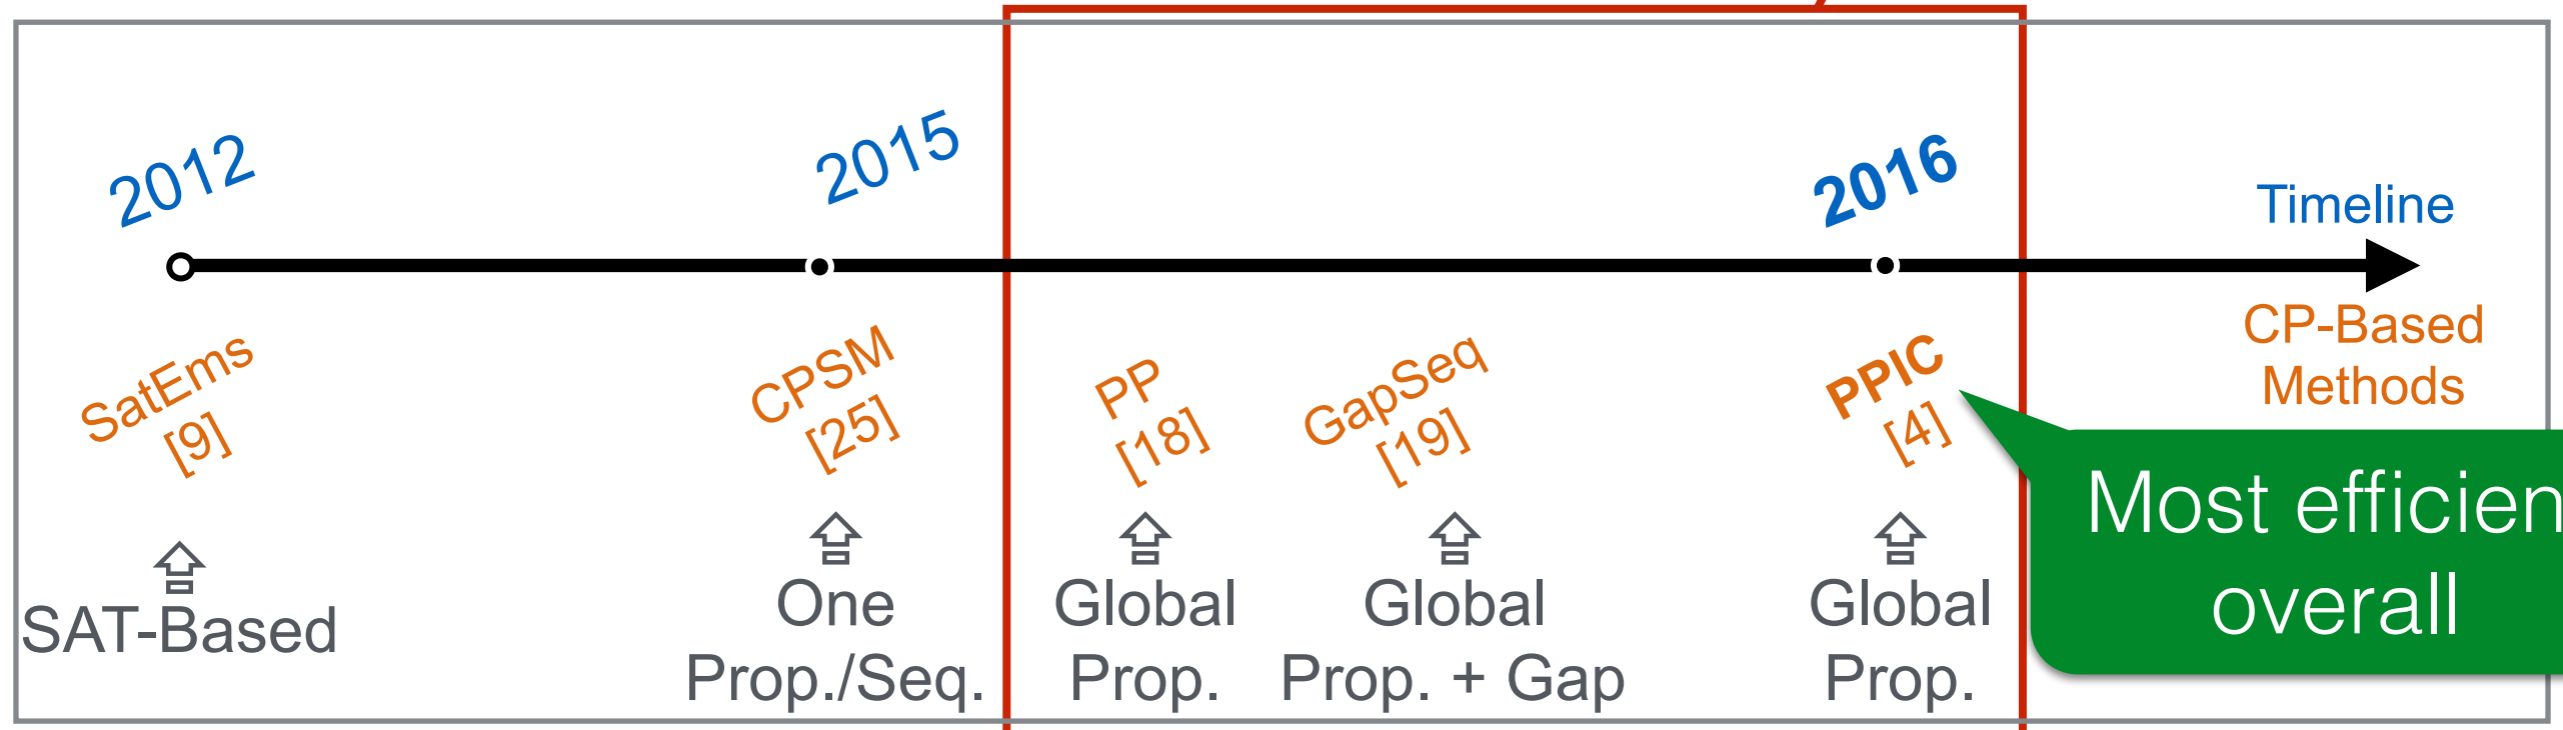 2012
2015
2016
Timeline
SatEms
[9]
CPSM
[25]
PP
[18]
GapSeq
[19]
PPIC
[4]
CP-Based
Methods
SAT-Based
One
Prop./Seq.
Global
Prop.
Global
Prop. + Gap
Global
Prop.
Most efficien
overall